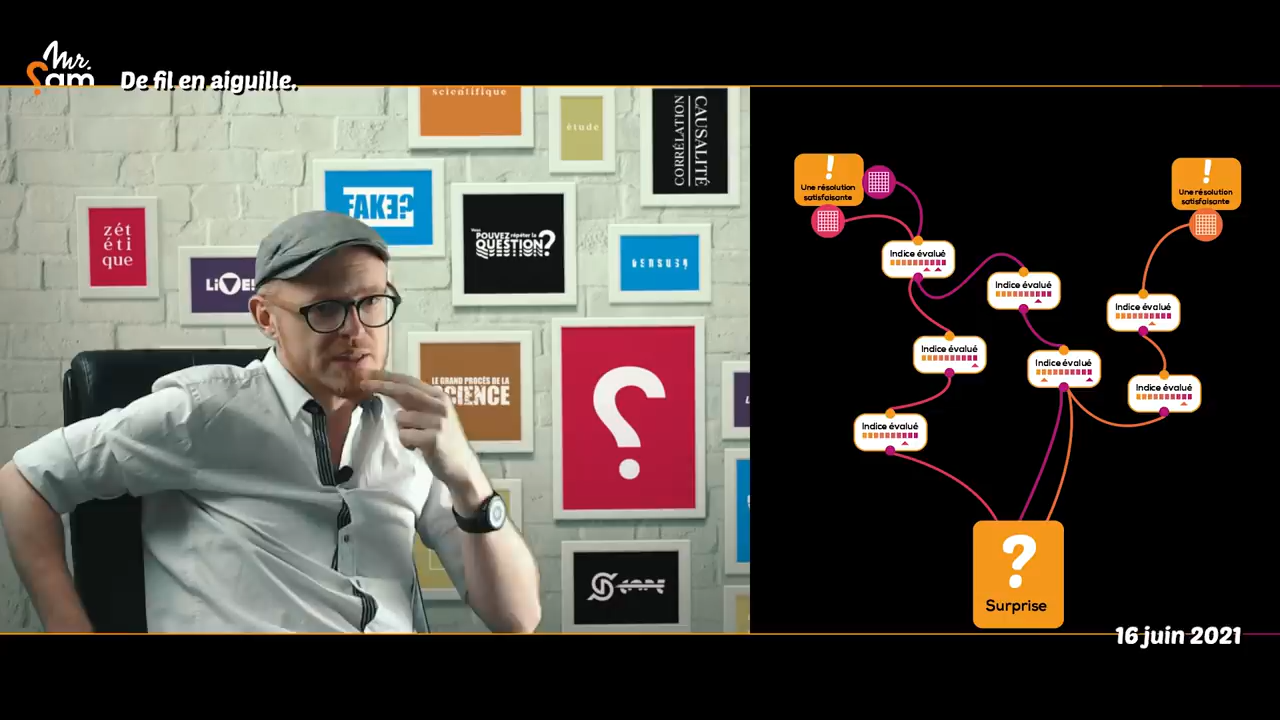 Mr.
Sam
De fil en aiguille.
scientifique
étude
CORRÉLATION
CAUSALITÉ
FAKE?
zét
éti
que
LiVE!
Vous
POUVEZ répéter la
QUESTION?
LE GRAND PROCÈS DE LA
SCIENCE
?
!
Une résolution
satisfaisante
!
Une résolution
satisfaisante
Indice évalué
Indice évalué
Indice évalué
Indice évalué
Indice évalué
Indice évalué
Indice évalué
?
Surprise
16 juin 2021